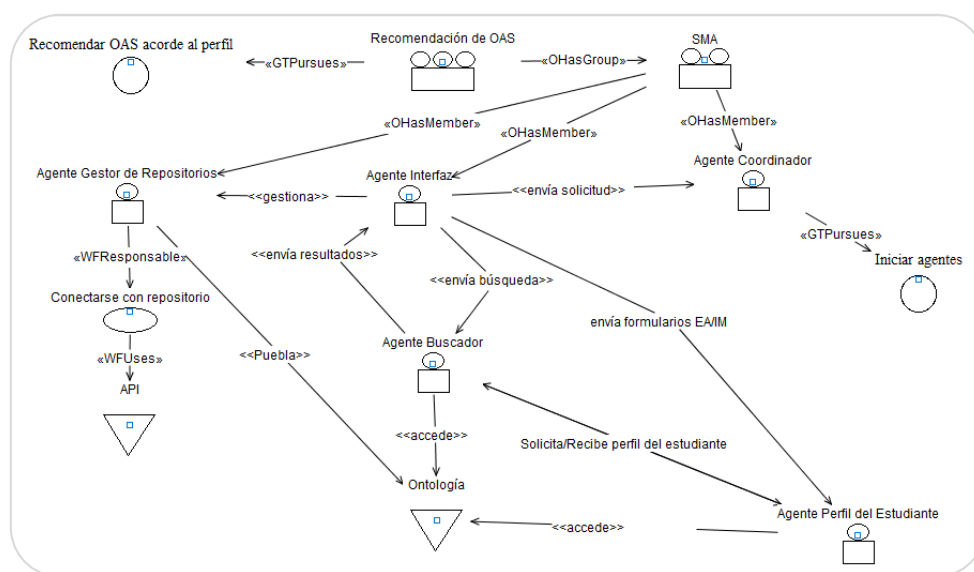 Recomendar OAS acorde al perfil
Recomendación de OAS
SMA
«GTPursues»
«OHasGroup»
«OHasMember»
«OHasMember»
«OHasMember»
Agente Gestor de Repositorios
Agente Interfaz
Agente Coordinador
<<gestiona>>
<<envía solicitud>>
«GTPursues»
«WFResponsable»
<<envía resultados>>
<<envía búsqueda>>
Iniciar agentes
Conectarse con repositorio
envía formularios EA/IM
«WFUses»
<<Puebla>>
Agente Buscador
API
<<accede>>
Solicita/Recibe perfil del estudiante
Ontología
Agente Perfil del Estudiante
<<accede>>